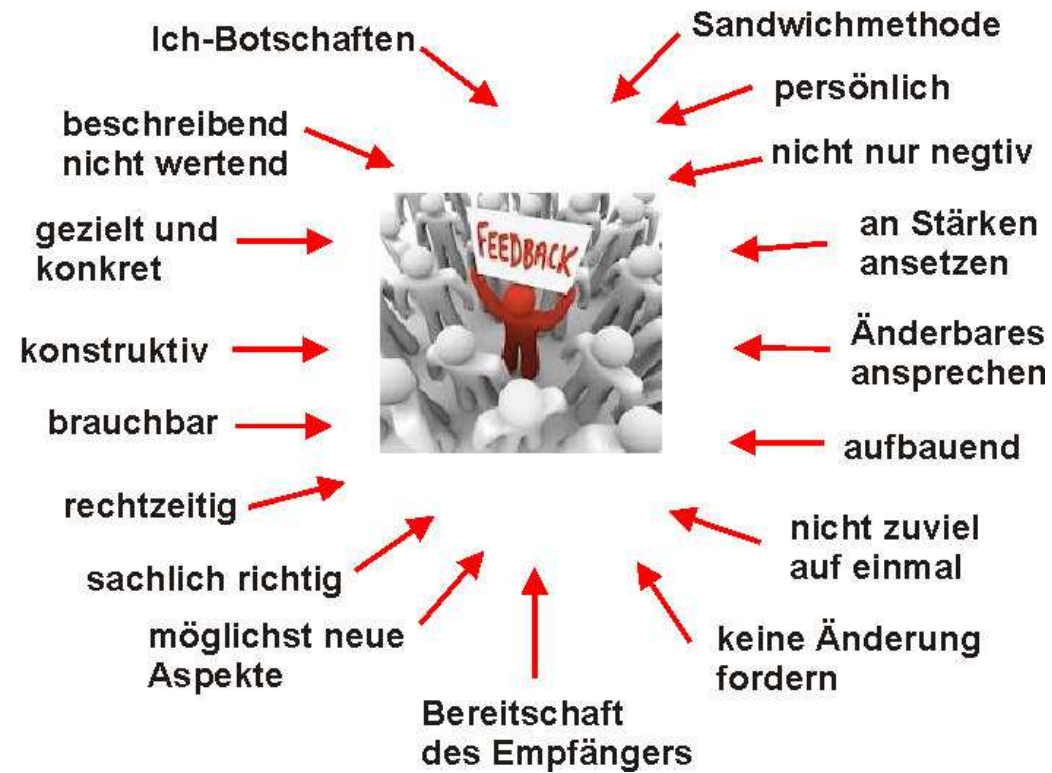 Ich-Botschaften
Sandwichmethode
persönlich
beschreibend
nicht wertend
nicht nur negtiv
gezielt und
konkret
FEEDBACK
an Stärken
ansetzen
konstruktiv
Änderbares
ansprechen
brauchbar
aufbauend
rechtzeitig
nicht zuviel
auf einmal
sachlich richtig
möglichst neue
Aspekte
keine Änderung
fordern
Bereitschaft
des Empfängers